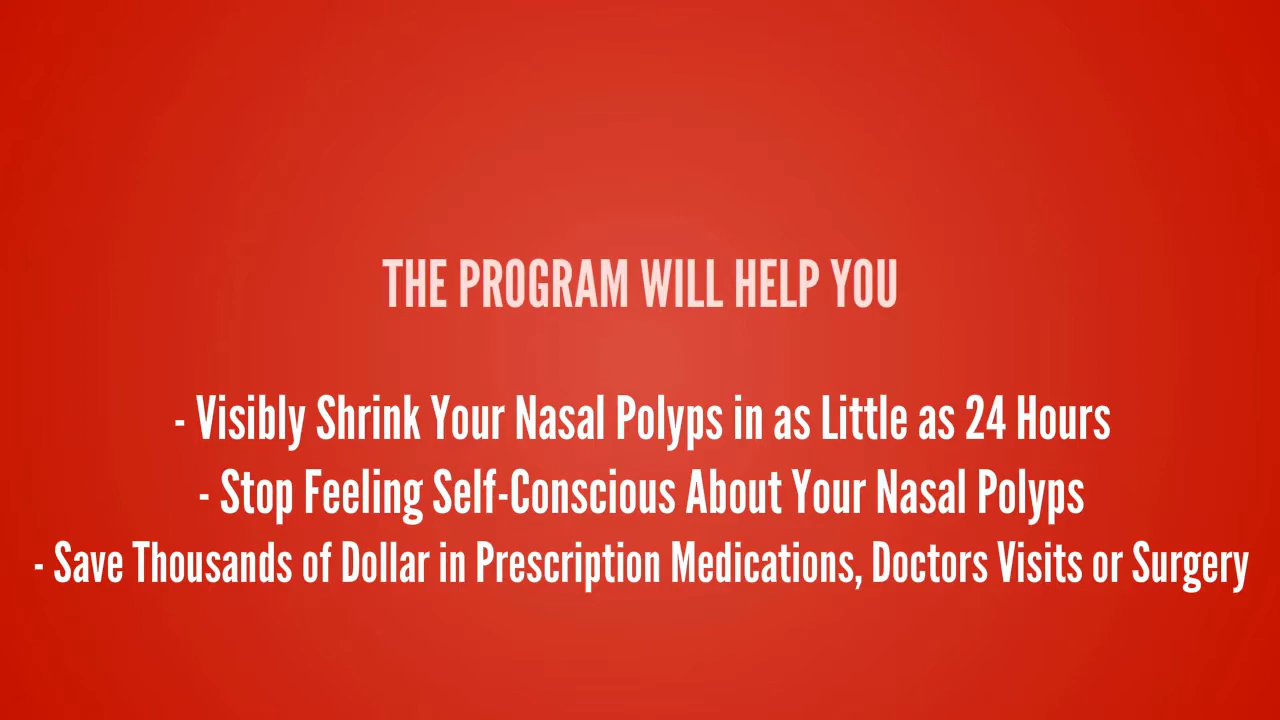 THE PROGRAM WILL HELP YOU
- Visibly Shrink Your Nasal Polyps in as Little as 24 Hours
- Stop Feeling Self-Conscious About Your Nasal Polyps
- Save Thousands of Dollar in Prescription Medications, Doctors Visits or Surgery